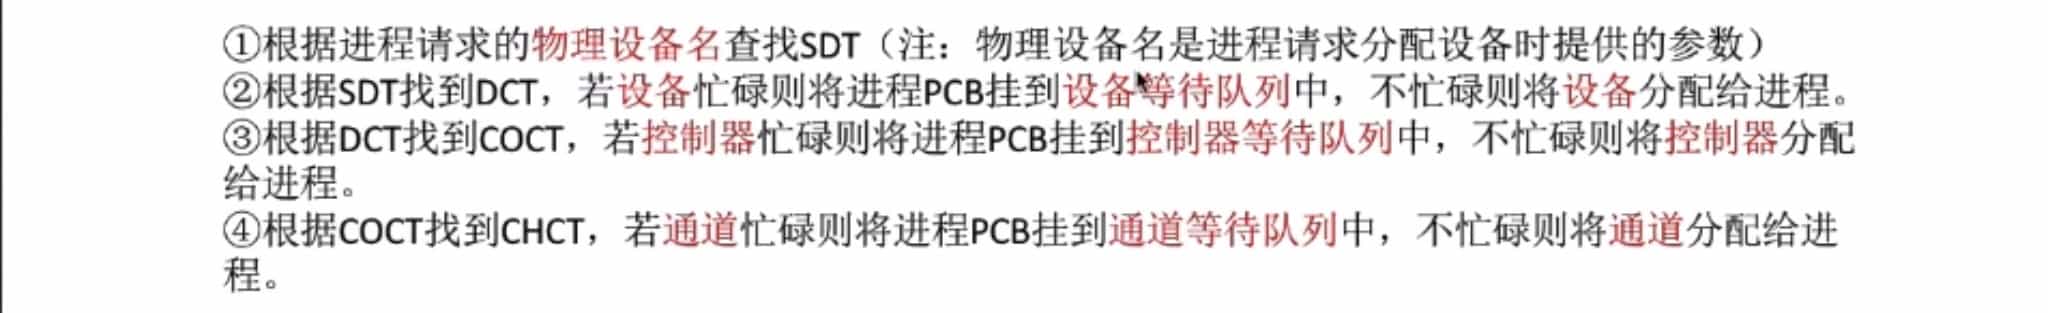 ①根据进程请求的物理设备名查找SDT（注：物理设备名是进程请求分配设备时提供的参数）
②根据SDT找到DCT，若设备忙碌则将进程PCB挂到设备等待队列中，不忙碌则将设备分配给进程。
③根据DCT找到COCT，若控制器忙碌则将进程PCB挂到控制器等待队列中，不忙碌则将控制器分配
给进程。
④根据COCT找到CHCT，若通道忙碌则将进程PCB挂到通道等待队列中，不忙碌则将通道分配给进
程。